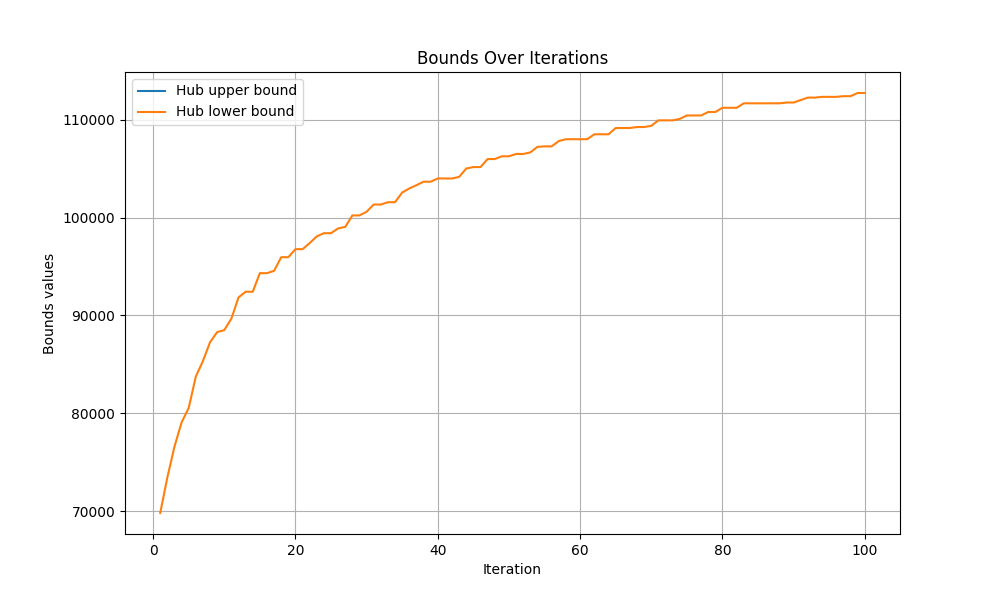 Bounds Over Iterations
Hub upper bound
Hub lower bound
110000
100000
90000
80000
70000
Bounds values
0 20 40 60 80 100
Iteration